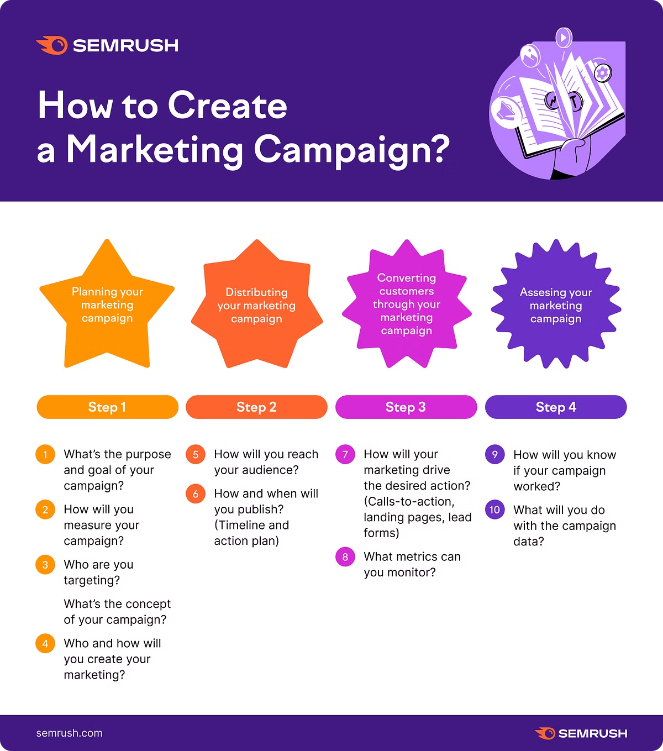 SEMRUSH
How to Create
a Marketing Campaign?
Planning your
marketing
campaign
Distributing
your marketing
campaign
Converting
customers
through your
marketing
campaign
Assesing your
marketing
campaign
Step 1
Step 2
Step 3
Step 4
1 What's the purpose
and goal of your
campaign?
2 How will you
measure your
campaign?
3 Who are you
targeting?
What's the concept
of your campaign?
4 Who and how will
you create your
marketing?
5 How will you reach
your audience?
6 How and when will
you publish?
(Timeline and
action plan)
7 How will your
marketing drive
the desired action?
(Calls-to-action,
landing pages, lead
forms)
8 What metrics can
you monitor?
9 How will you know
if your campaign
worked?
10 What will you do
with the campaign
data?
semrush.com
SEMRUSH